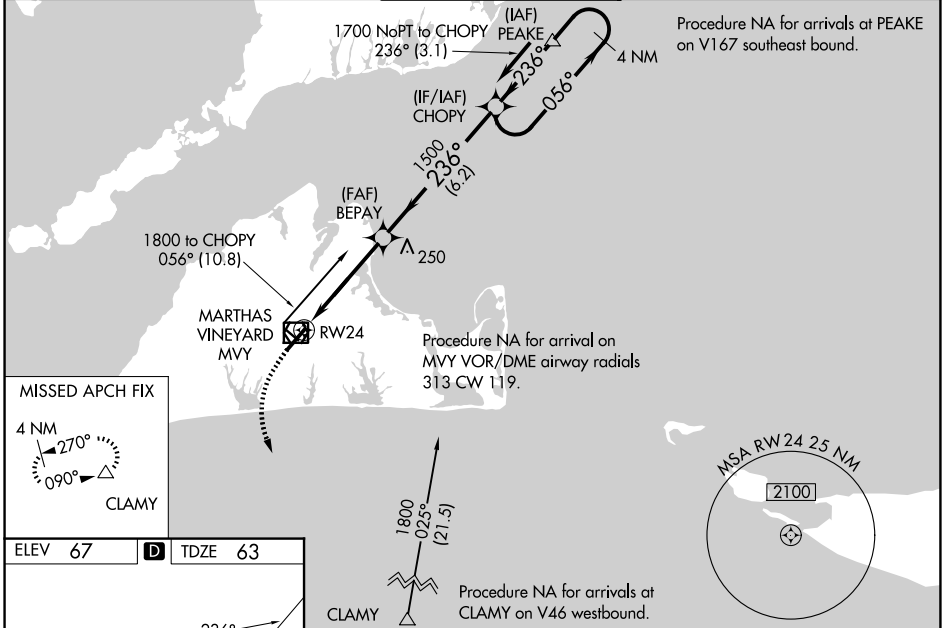 (IAF)
PEAKE
1700 NoPT to CHOPY
236° (3.1)
Procedure NA for arrivals at PEAKE
on V167 southeast bound.
4 NM
236°
056°
(IF/IAF)
CHOPY
1500
236°
(6.2)
(FAF)
BEPAY
250
1800 to CHOPY
056° (10.8)
MARTHAS
VINEYARD
MVY
RW24
Procedure NA for arrival on
MVY VOR/DME airway radials
313 CW 119.
MISSED APCH FIX
4 NM
270°
090°
CLAMY
MSA RW24 25 NM
2100
1800
025°
(21.5)
CLAMY
Procedure NA for arrivals at
CLAMY on V46 westbound.
ELEV 67 D TDZE 63